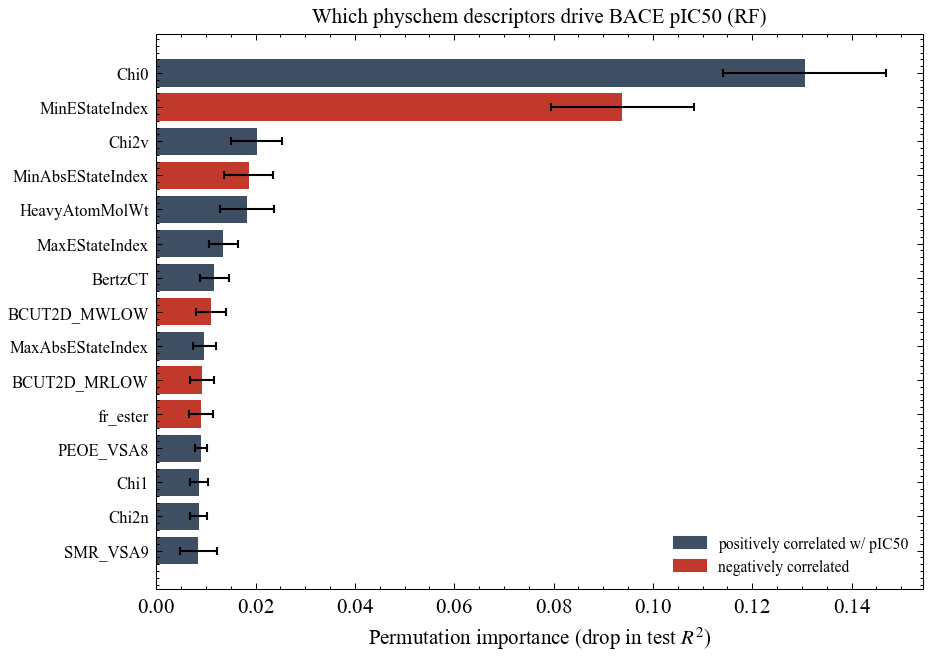 Which physchem descriptors drive BACE pIC50 (RF)
Chi0
MinEStateIndex
Chi2v
MinAbsEStateIndex
HeavyAtomMolWt
MaxEStateIndex
BertzCT
BCUT2D_MWLOW
MaxAbsEStateIndex
BCUT2D_MRLOW
fr_ester
PEOE_VSA8
Chi1
Chi2n
SMR_VSA9
positively correlated w/ pIC50
negatively correlated
0.00 0.02 0.04 0.06 0.08 0.10 0.12 0.14
Permutation importance (drop in test R²)